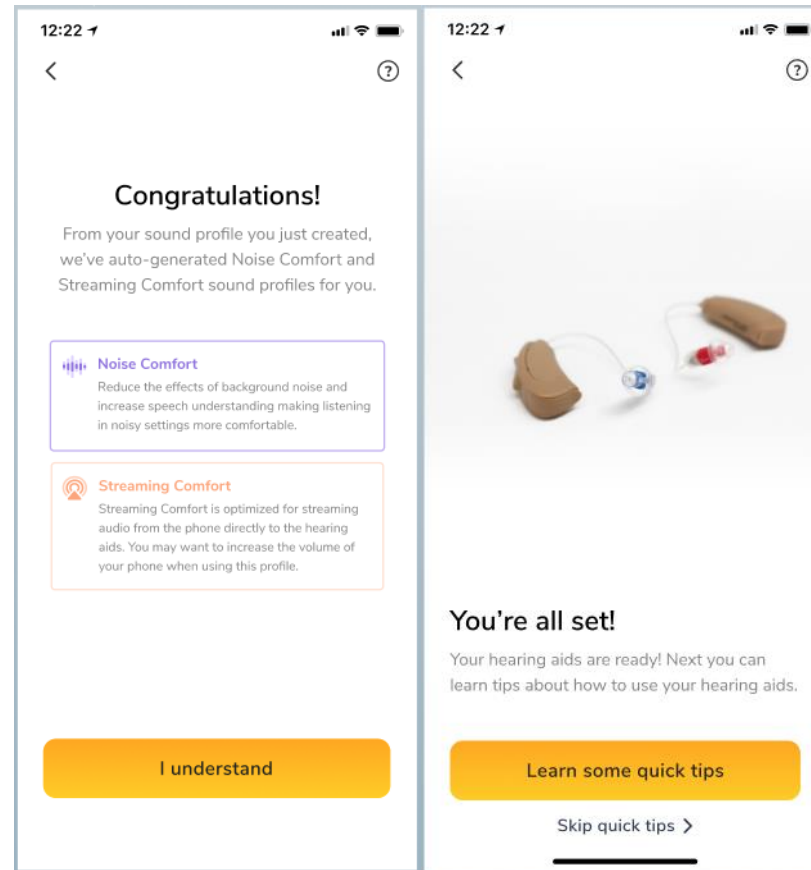 12:22
Congratulations!
From your sound profile you just created,
we've auto-generated Noise Comfort and
Streaming Comfort sound profiles for you.
Noise Comfort
Reduce the effects of background noise and
increase speech understanding making listening
in noisy settings more comfortable.
Streaming Comfort
Streaming Comfort is optimized for streaming
audio from the phone directly to the hearing
aids. You may want to increase the volume of
your phone when using this profile.
I understand
12:22
You're all set!
Your hearing aids are ready! Next you can
learn tips about how to use your hearing aids.
Learn some quick tips
Skip quick tips >